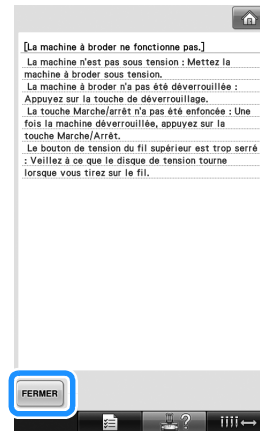 [La machine à broder ne fonctionne pas.]
La machine n'est pas sous tension : Mettez la
machine à broder sous tension.
La machine à broder n'a pas été déverrouillée :
Appuyez sur la touche de déverrouillage.
La touche Marche/arrêt n'a pas été enfoncée : Une
fois la machine déverrouillée, appuyez sur la
touche Marche/Arrêt.
Le bouton de tension du fil supérieur est trop serré
: Veillez à ce que le disque de tension tourne
lorsque vous tirez sur le fil.
FERMER
?